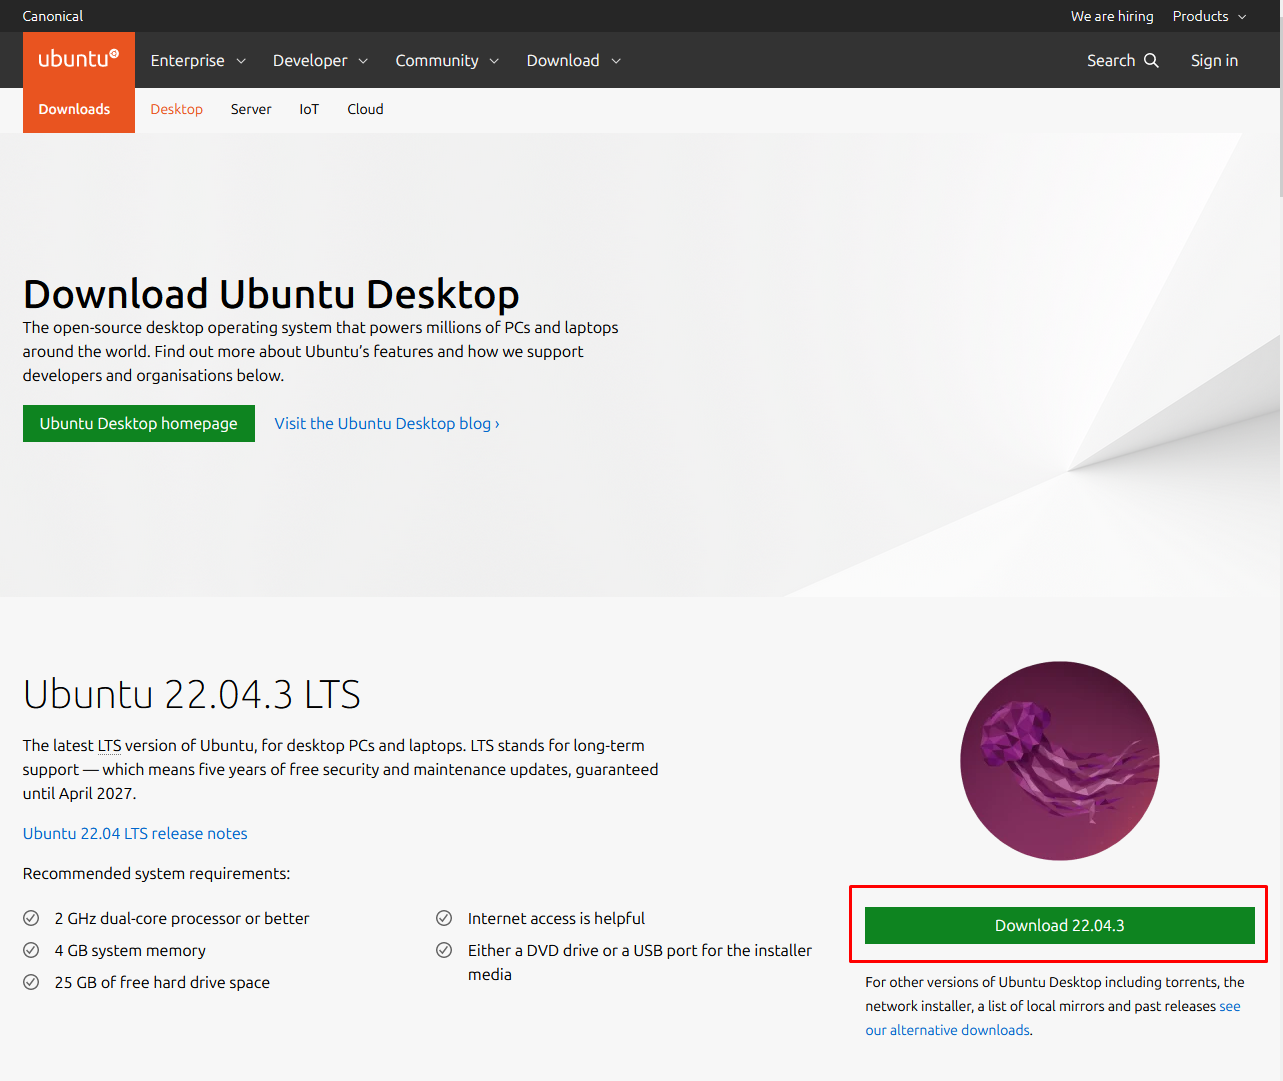 Canonical
We are hiring Products
ubuntu
Enterprise Developer Community Download
Search Sign in
Downloads Desktop Server IoT Cloud
Download Ubuntu Desktop
The open-source desktop operating system that powers millions of PCs and laptops
around the world. Find out more about Ubuntu’s features and how we support
developers and organisations below.
Ubuntu Desktop homepage Visit the Ubuntu Desktop blog ›
Ubuntu 22.04.3 LTS
The latest LTS version of Ubuntu, for desktop PCs and laptops. LTS stands for long-term
support — which means five years of free security and maintenance updates, guaranteed
until April 2027.
Ubuntu 22.04 LTS release notes
Recommended system requirements:
2 GHz dual-core processor or better
4 GB system memory
25 GB of free hard drive space
Internet access is helpful
Either a DVD drive or a USB port for the installer
media
Download 22.04.3
For other versions of Ubuntu Desktop including torrents, the
network installer, a list of local mirrors and past releases see
our alternative downloads.